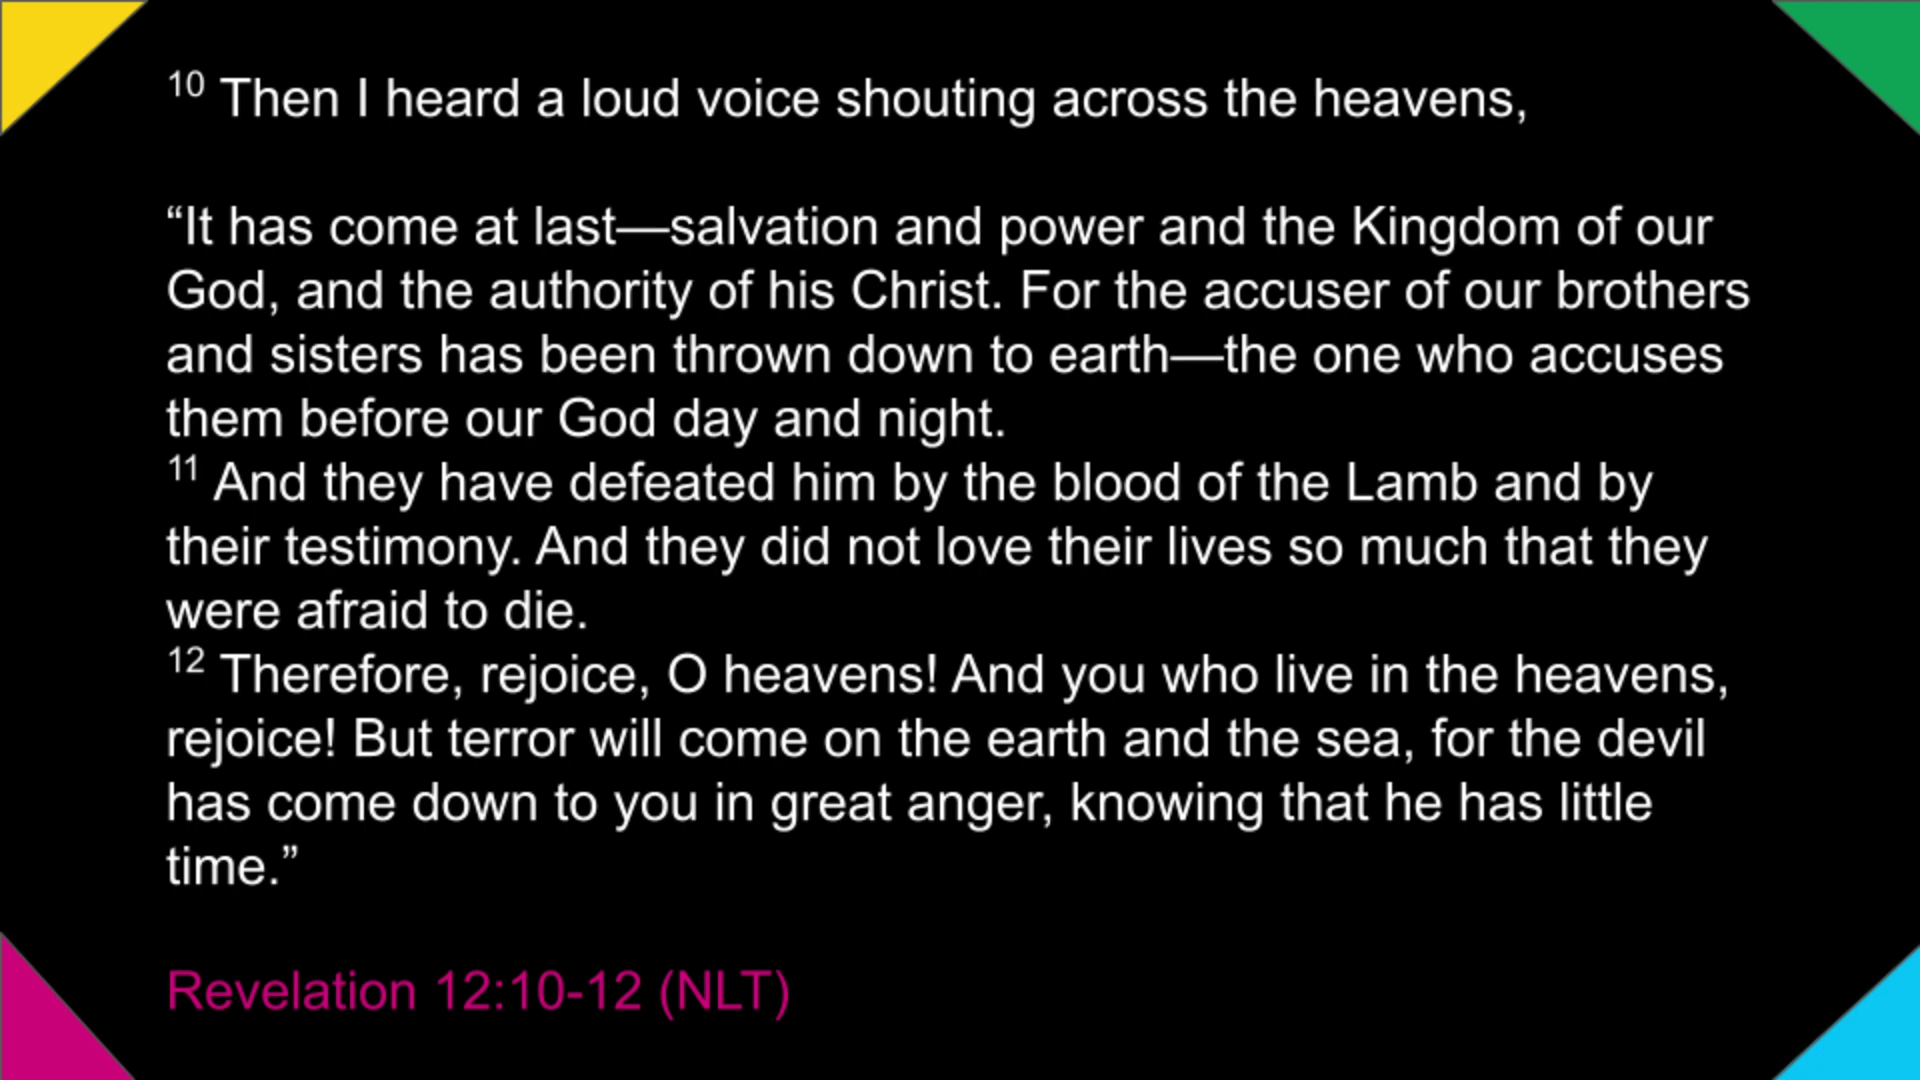 10 Then I heard a loud voice shouting across the heavens,
“It has come at last—salvation and power and the Kingdom of our
God, and the authority of his Christ. For the accuser of our brothers
and sisters has been thrown down to earth—the one who accuses
them before our God day and night.
11 And they have defeated him by the blood of the Lamb and by
their testimony. And they did not love their lives so much that they
were afraid to die.
12 Therefore, rejoice, O heavens! And you who live in the heavens,
rejoice! But terror will come on the earth and the sea, for the devil
has come down to you in great anger, knowing that he has little
time.”
Revelation 12:10-12 (NLT)